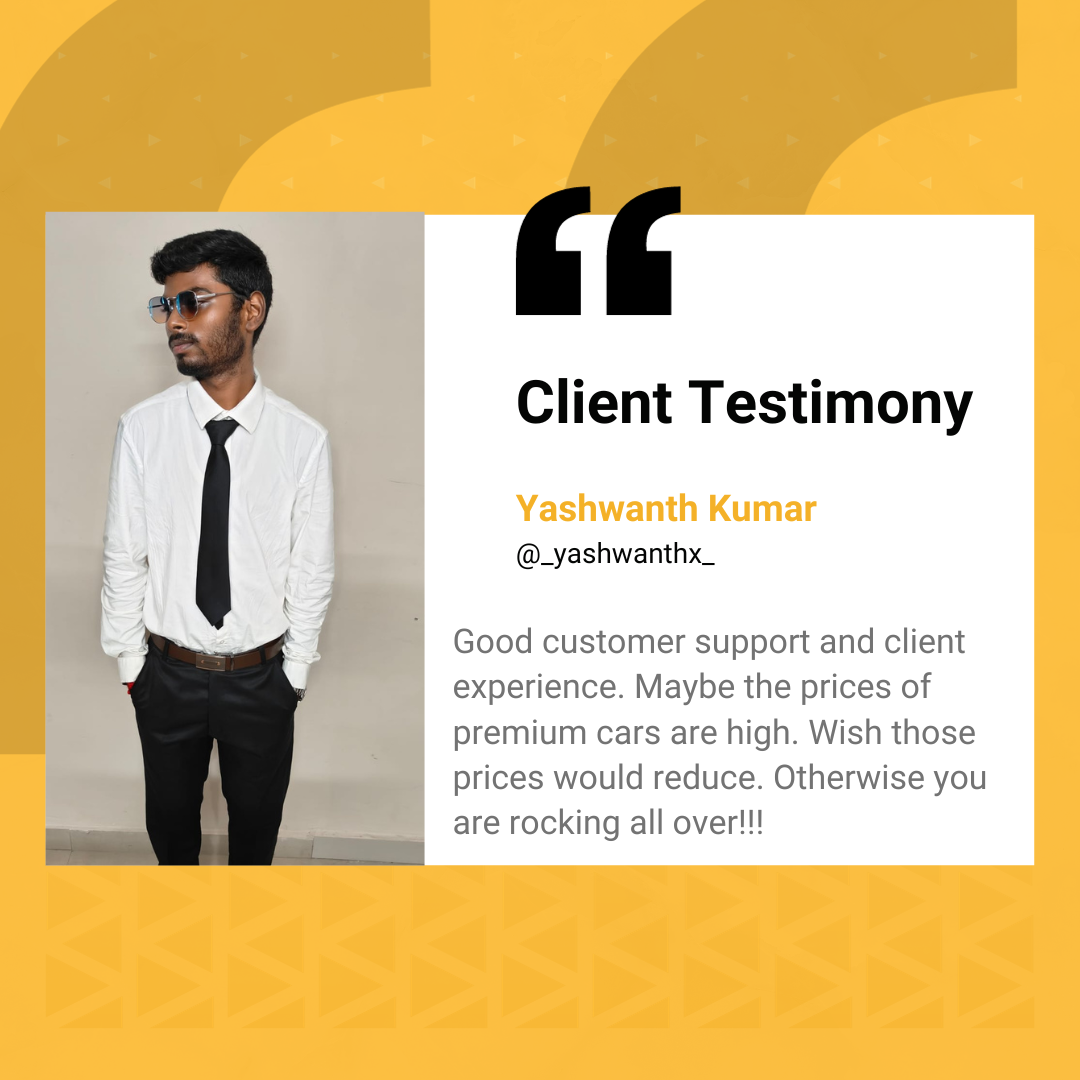 Client Testimony
Yashwanth Kumar
@_yashwanthx_
Good customer support and client
experience. Maybe the prices of
premium cars are high. Wish those
prices would reduce. Otherwise you
are rocking all over!!!